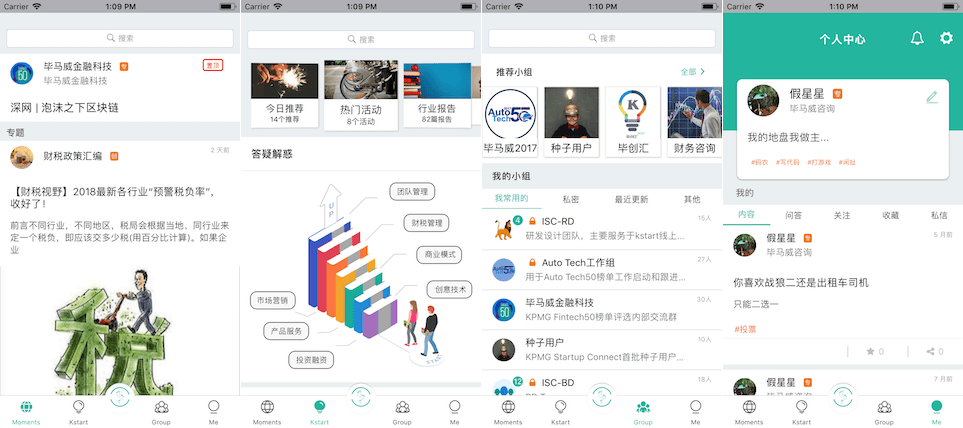 Carrier
1:09 PM
搜索
毕马威金融科技 专
毕马威金融科技
置顶
深网 | 泡沫之下区块链
专题
财税政策汇编 创
2 天前
【财税视野】2018最新各行业“预警税负率”，
收好了！
前言不同行业，不同地区，税局会根据当地、同行业来
定一个税负，即应该交多少税(用百分比计算)。如果企
业
税
Moments
Kstart
Group
Me
Carrier
1:09 PM
搜索
今日推荐
14个推荐
热门活动
8个活动
行业报告
82篇报告
答疑解惑
UP
团队管理
财税管理
商业模式
创意技术
市场营销
产品服务
投资融资
Moments
Kstart
Group
Me
Carrier
1:10 PM
搜索
推荐小组
全部
Auto
Tech
50
毕马威2017
种子用户
K
毕创汇
财务咨询
我的小组
我常用的
私密
最近更新
其他
4
ISC-RD
15人
研发设计团队，主要服务于kstart线上...
Auto Tech工作组
27人
用于Auto Tech50榜单工作启动和跟进...
毕马威金融科技
30人
KPMG Fintech50榜单评选内部交流群
种子用户
10人
KPMG Startup Connect首批种子用户...
12
ISC-BD
18人
Moments
Kstart
Group
Me
Carrier
1:10 PM
个人中心
假星星 专
毕马威咨询
我的地盘我做主...
#码农 #写代码 #打游戏 #闲扯
我的
内容
问答
关注
收藏
私信
假星星 专
毕马威咨询
5 月前
你喜欢战狼二还是出租车司机
只能二选一
#投票
0
0
假星星 专
毕马威咨询
7 月前
Moments
Kstart
Group
Me